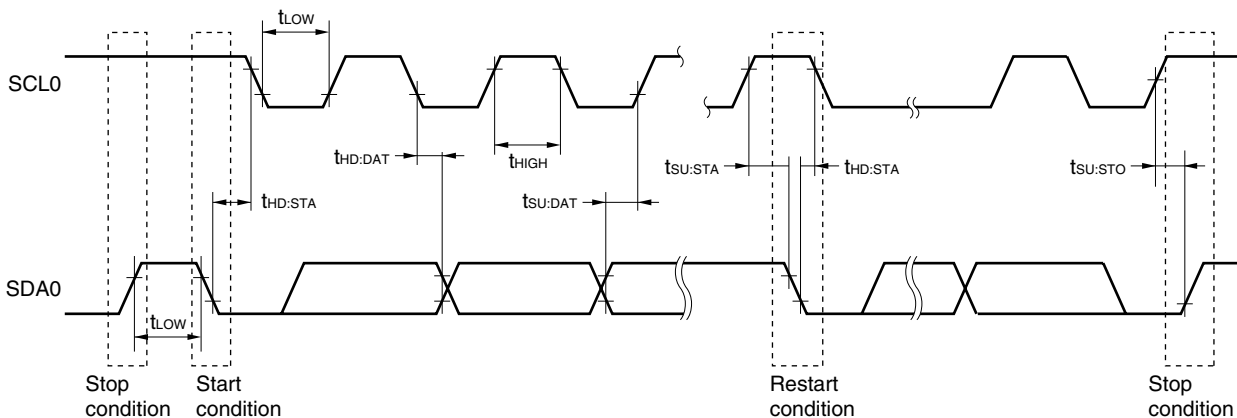 tLOW
SCL0
tHD:DAT
tHIGH
tSU:STA
tHD:STA
tSU:STO
tHD:STA
tSU:DAT
SDA0
tLOW
Stop
condition
Start
condition
Restart
condition
Stop
condition